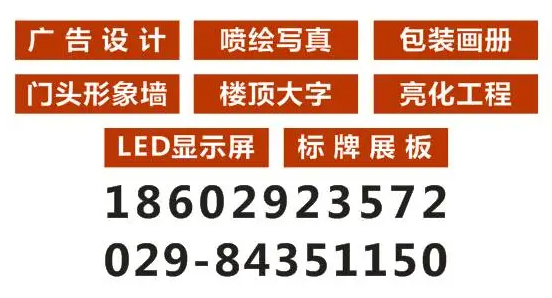 广告设计 喷绘写真 包装画册
门头形象墙 楼顶大字 亮化工程
LED显示屏 标牌展板
18602923572
029-84351150